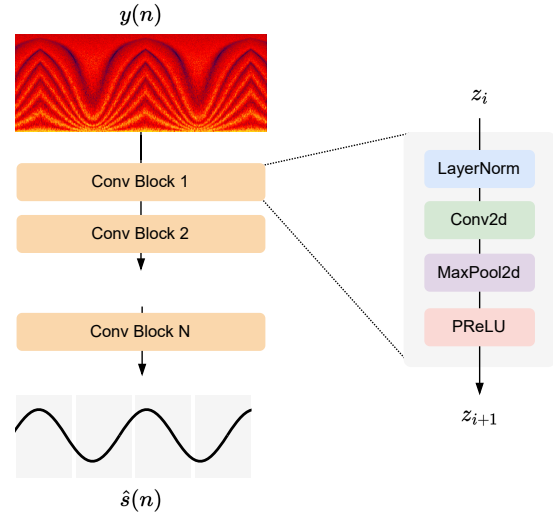 y(n)
Conv Block 1
Conv Block 2
Conv Block N
ŝ(n)
z_i
LayerNorm
Conv2d
MaxPool2d
PReLU
z_{i+1}